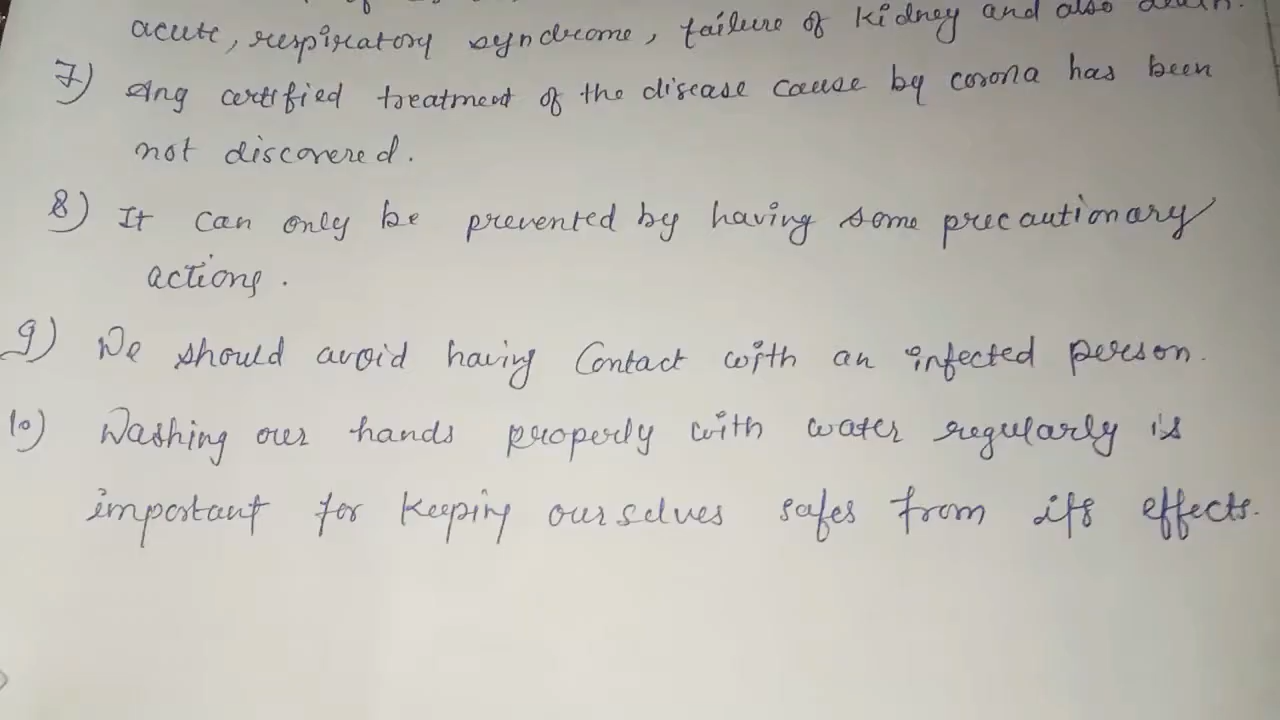 of
acute, respiratory syndrome, failure of kidney and also death.
7) Any certified treatment of the disease cause by corona has been
not discovered.
8) It can only be prevented by having some precautionary
actions.
9) We should avoid having Contact with an infected person.
10) Washing our hands properly with water regularly is
important for keeping ourselves safes from its effects.